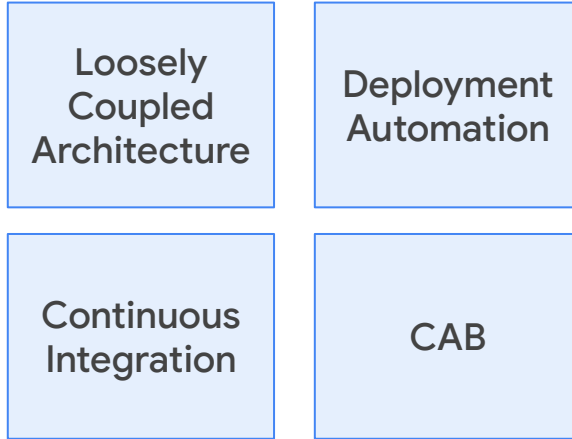 Loosely
Coupled
Architecture
Deployment
Automation
Continuous
Integration
CAB